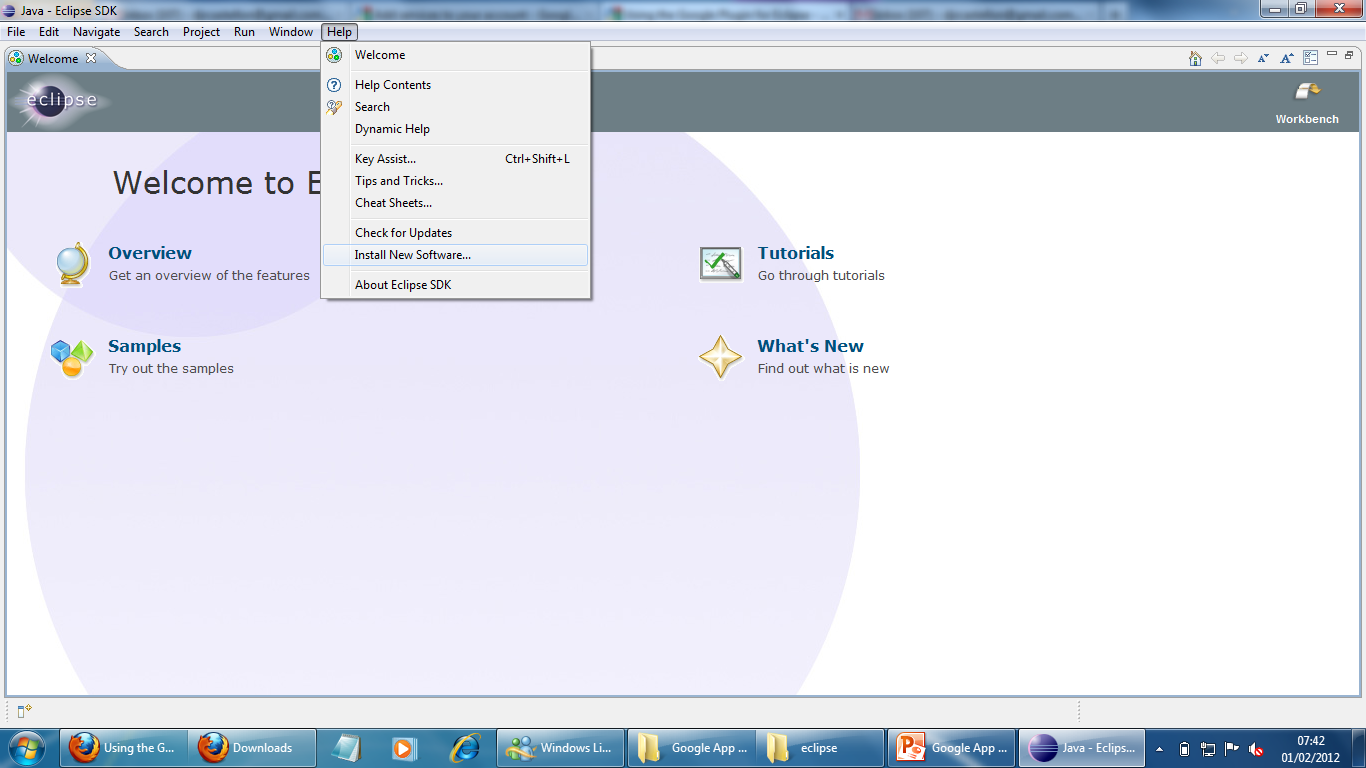 Java - Eclipse SDK
File Edit Navigate Search Project Run Window Help
Welcome
Welcome
Help Contents
Search
Dynamic Help
Key Assist... Ctrl+Shift+L
Tips and Tricks...
Cheat Sheets...
Check for Updates
Install New Software...
About Eclipse SDK
eclipse
Workbench
Welcome to E
Overview
Get an overview of the features
Tutorials
Go through tutorials
Samples
Try out the samples
What's New
Find out what is new
Using the G...
Downloads
Windows Li...
Google App ...
eclipse
Google App ...
Java - Eclips...
07:42
01/02/2012